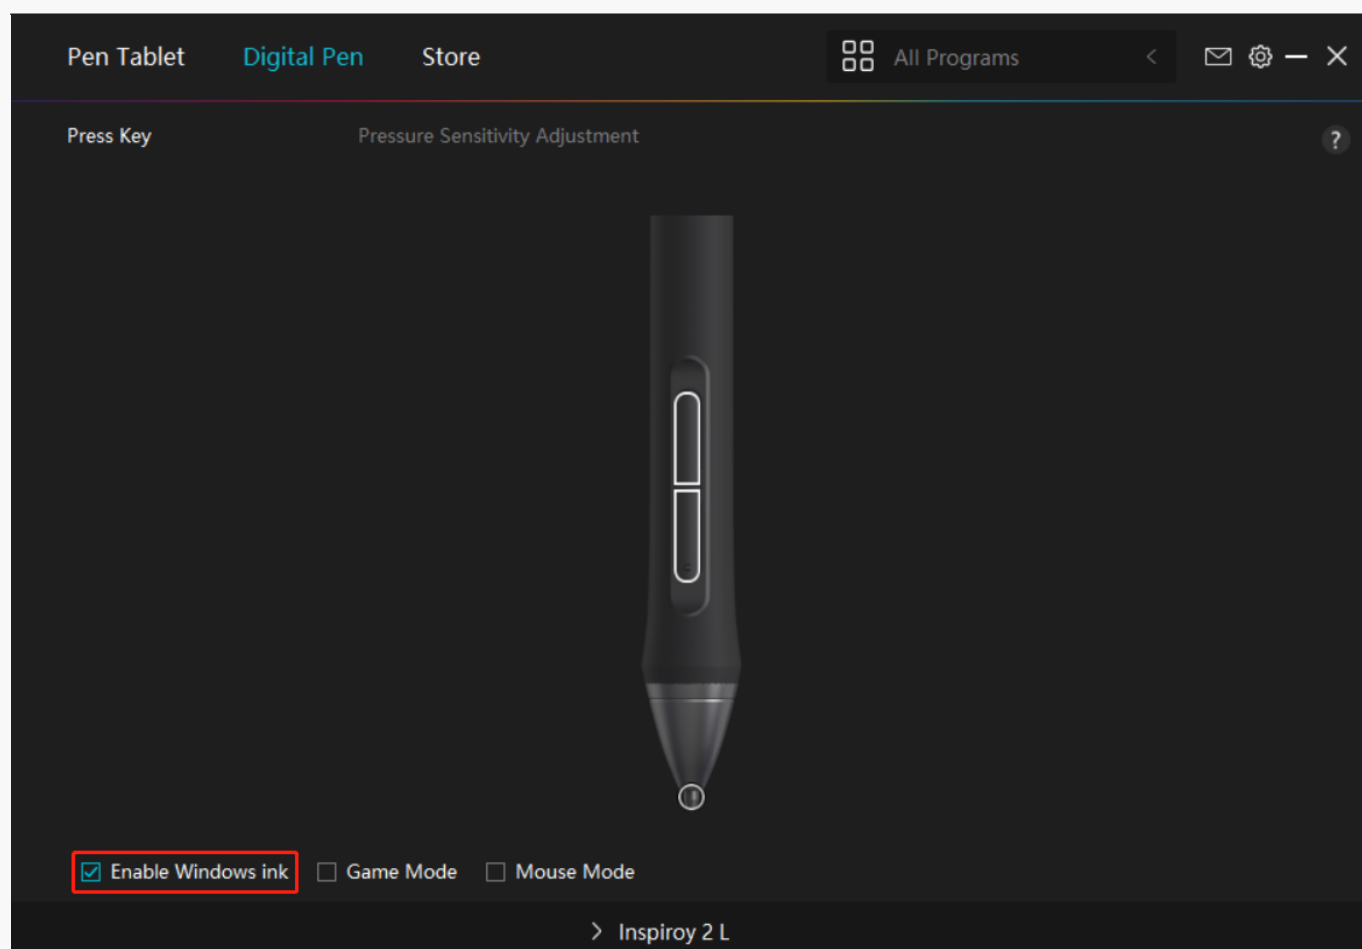 Pen Tablet Digital Pen Store All Programs
Press Key Pressure Sensitivity Adjustment ?
Enable Windows ink Game Mode Mouse Mode
Inspiroy 2 L